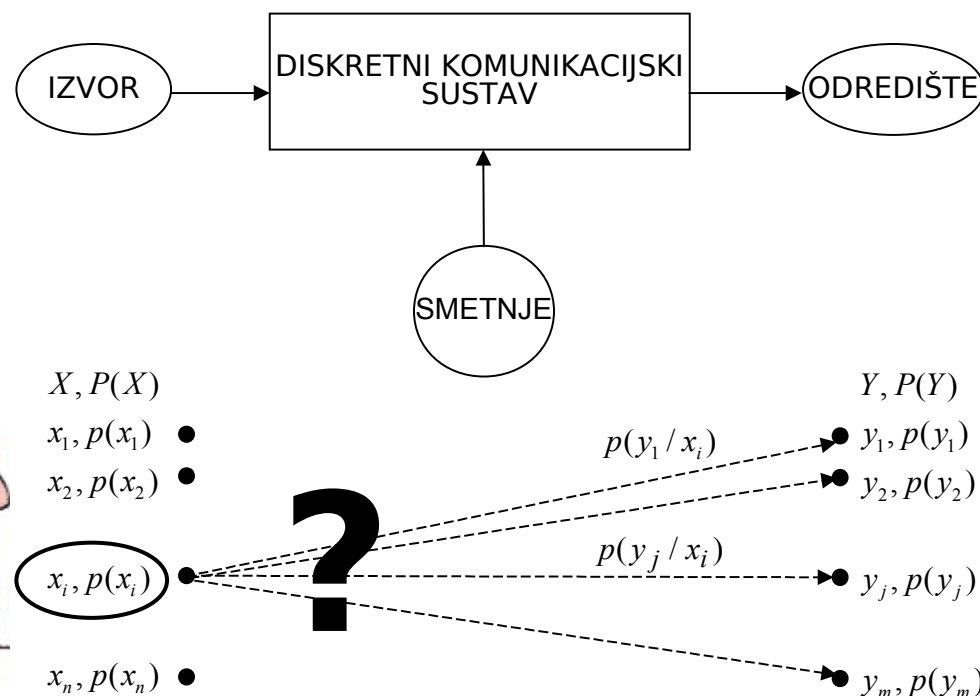 IZVOR
DISKRETNI KOMUNIKACIJSKI
SUSTAV
ODREDIŠTE
SMETNJE
X, P(X)
Y, P(Y)
x₁, p(x₁)
p(y₁ / xᵢ)
y₁, p(y₁)
x₂, p(x₂)
y₂, p(y₂)
?
p(yⱼ / xᵢ)
xᵢ, p(xᵢ)
yⱼ, p(yⱼ)
xₙ, p(xₙ)
yₘ, p(yₘ)